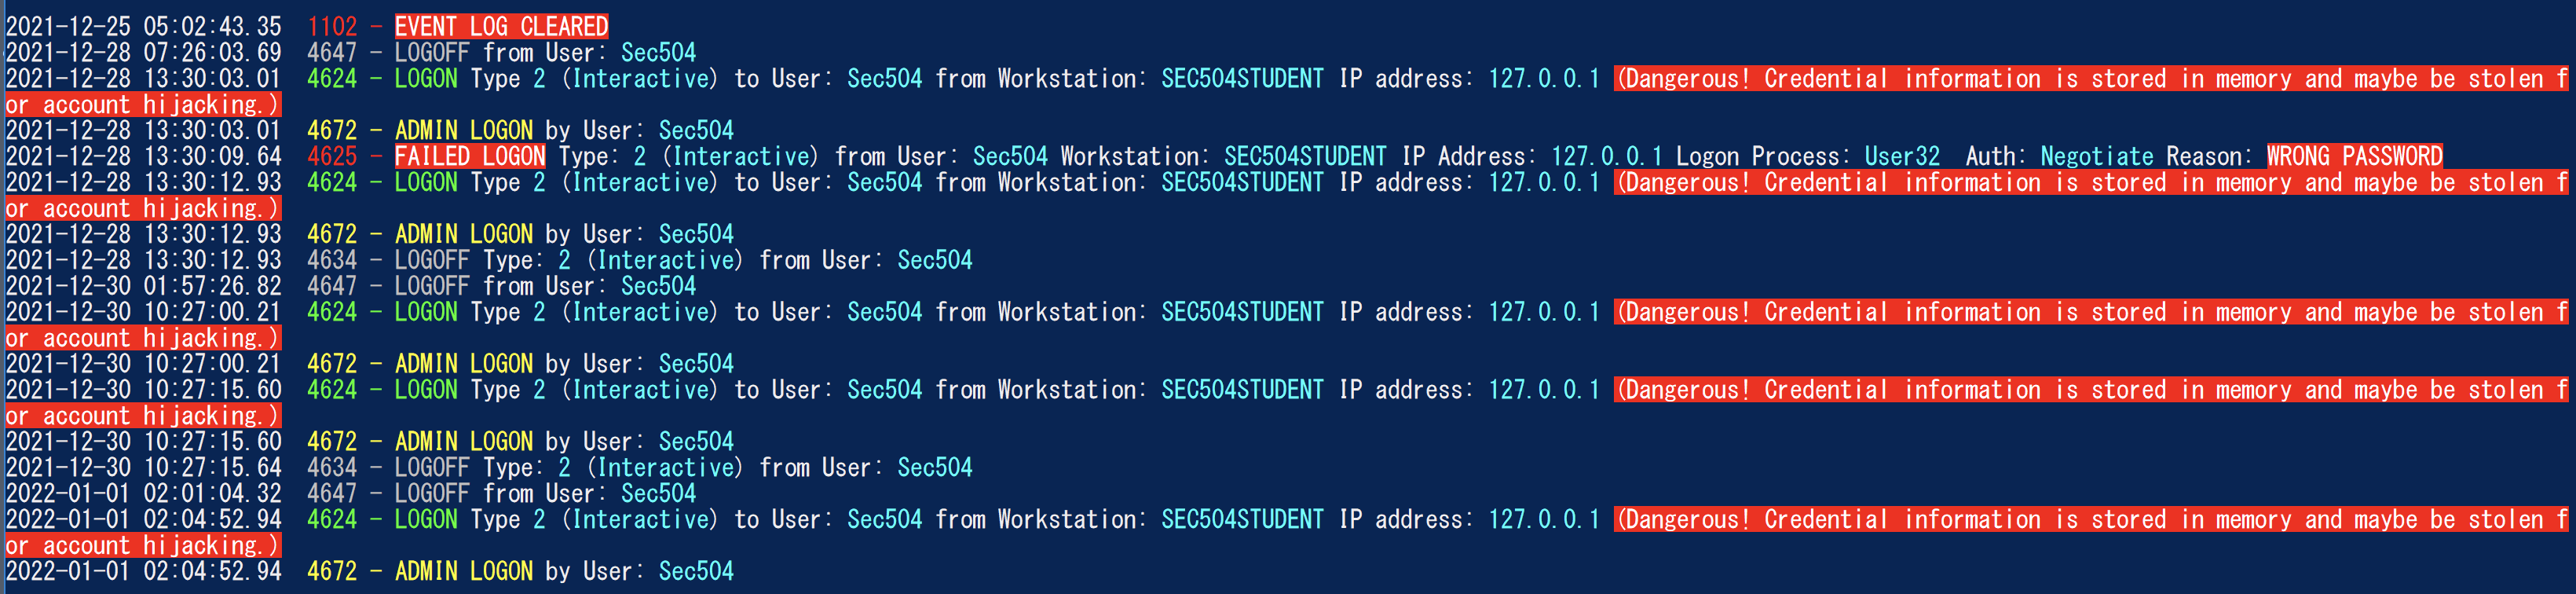 2021-12-25 05:02:43.35  1102 - EVENT LOG CLEARED
2021-12-28 07:26:03.69  4647 - LOGOFF from User: Sec504
2021-12-28 13:30:03.01  4624 - LOGON Type 2 (Interactive) to User: Sec504 from Workstation: SEC504STUDENT IP address: 127.0.0.1 (Dangerous! Credential information is stored in memory and maybe be stolen f
or account hijacking.)
2021-12-28 13:30:03.01  4672 - ADMIN LOGON by User: Sec504
2021-12-28 13:30:09.64  4625 - FAILED LOGON Type: 2 (Interactive) from User: Sec504 Workstation: SEC504STUDENT IP Address: 127.0.0.1 Logon Process: User32  Auth: Negotiate Reason: WRONG PASSWORD
2021-12-28 13:30:12.93  4624 - LOGON Type 2 (Interactive) to User: Sec504 from Workstation: SEC504STUDENT IP address: 127.0.0.1 (Dangerous! Credential information is stored in memory and maybe be stolen f
or account hijacking.)
2021-12-28 13:30:12.93  4672 - ADMIN LOGON by User: Sec504
2021-12-28 13:30:12.93  4634 - LOGOFF Type: 2 (Interactive) from User: Sec504
2021-12-30 01:57:26.82  4647 - LOGOFF from User: Sec504
2021-12-30 10:27:00.21  4624 - LOGON Type 2 (Interactive) to User: Sec504 from Workstation: SEC504STUDENT IP address: 127.0.0.1 (Dangerous! Credential information is stored in memory and maybe be stolen f
or account hijacking.)
2021-12-30 10:27:00.21  4672 - ADMIN LOGON by User: Sec504
2021-12-30 10:27:15.60  4624 - LOGON Type 2 (Interactive) to User: Sec504 from Workstation: SEC504STUDENT IP address: 127.0.0.1 (Dangerous! Credential information is stored in memory and maybe be stolen f
or account hijacking.)
2021-12-30 10:27:15.60  4672 - ADMIN LOGON by User: Sec504
2021-12-30 10:27:15.64  4634 - LOGOFF Type: 2 (Interactive) from User: Sec504
2022-01-01 02:01:04.32  4647 - LOGOFF from User: Sec504
2022-01-01 02:04:52.94  4624 - LOGON Type 2 (Interactive) to User: Sec504 from Workstation: SEC504STUDENT IP address: 127.0.0.1 (Dangerous! Credential information is stored in memory and maybe be stolen f
or account hijacking.)
2022-01-01 02:04:52.94  4672 - ADMIN LOGON by User: Sec504